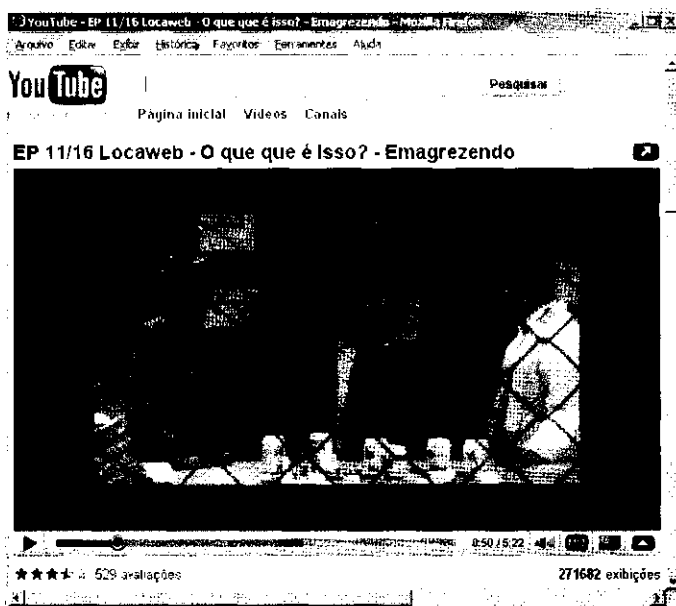 YouTube - EP 11/16 Locaweb - O que que é isso? - Emagrezendo - Mozilla Firefox
Arquivo Editar Exibir Histórico Favoritos Ferramentas Ajuda
YouTube Pesquisar
Página inicial Vídeos Canais
EP 11/16 Locaweb - O que que é Isso? - Emagrezendo
0:50 / 5:22
529 avaliações 271682 exibições